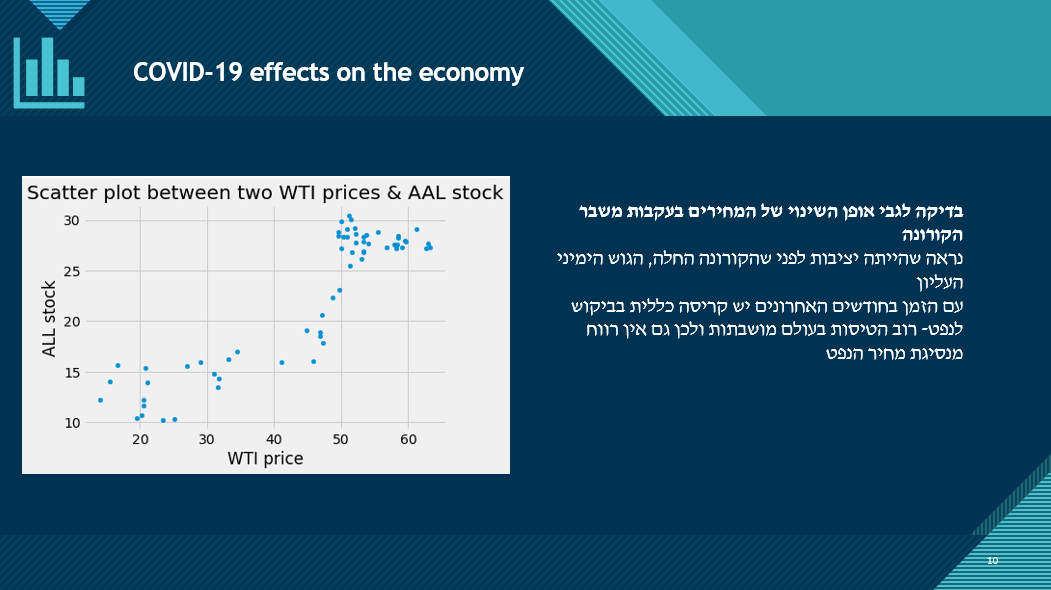 COVID-19 effects on the economy
Scatter plot between two WTI prices & AAL stock
30
25
20
15
10
ALL stock
20 30 40 50 60
WTI price
בדיקה לגבי אופן השינוי של המחירים בעקבות משבר
הקורונה
נראה שהייתה יציבות לפני שהקורונה החלה, הגוש הימיני
העליון
עם הזמן בחודשים האחרונים יש קריסה כללית בביקוש
לנפט- רוב הטיסות בעולם מושבתות ולכן גם אין רווח
מנסיגת מחיר הנפט
10